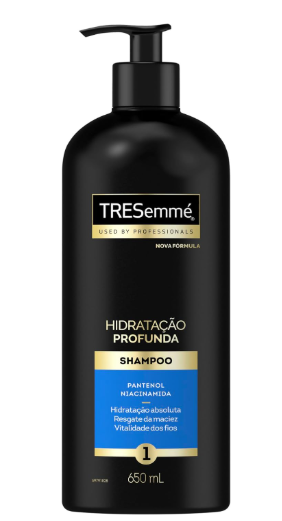 TRESemmé®
USED BY PROFESSIONALS
NOVA FÓRMULA
HIDRATAÇÃO
PROFUNDA
SHAMPOO
PANTENOL
NIACINAMIDA
Hidratação absoluta
Resgate da maciez
Vitalidade dos fios
1
650 mL